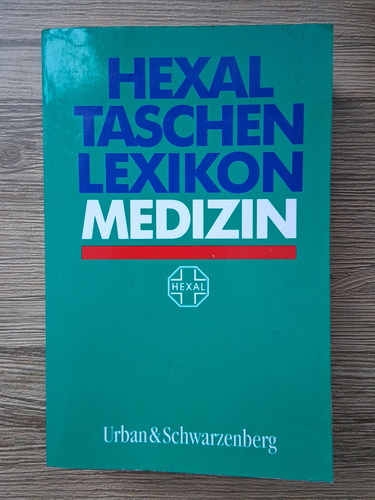 HEXAL
TASCHEN
LEXIKON
MEDIZIN
HEXAL
Urban & Schwarzenberg